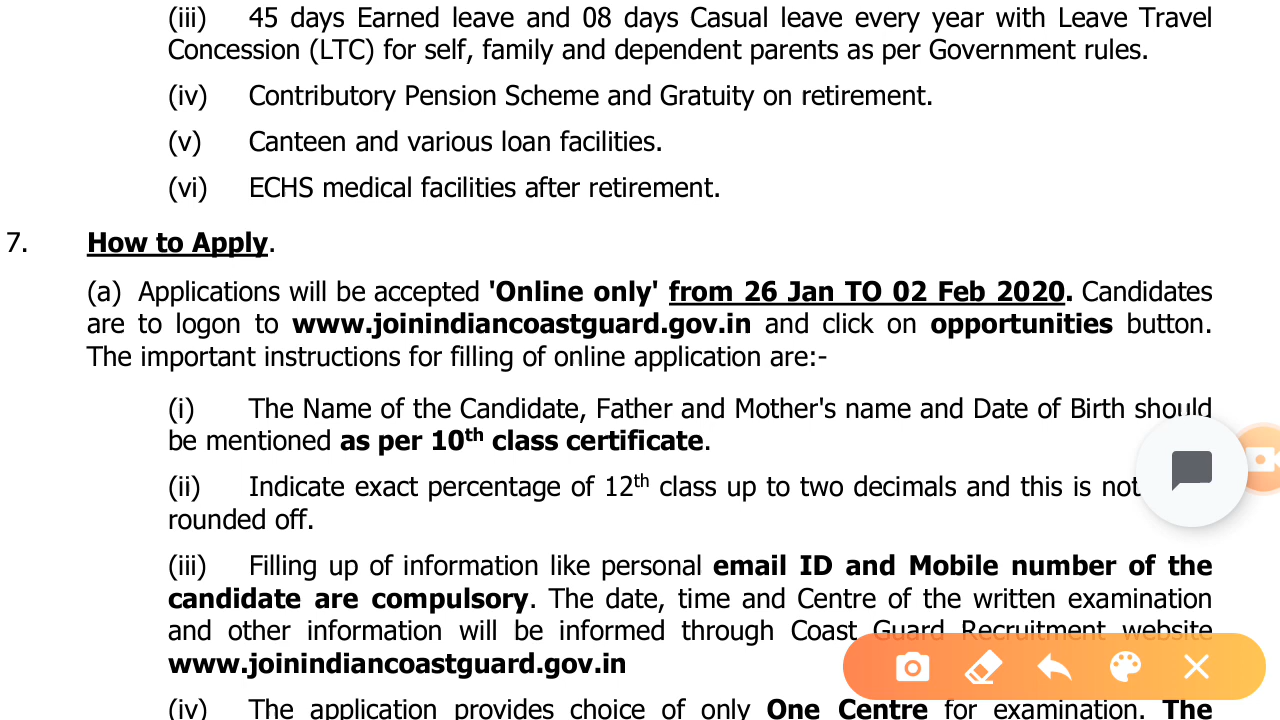 (iii) 45 days Earned leave and 08 days Casual leave every year with Leave Travel
Concession (LTC) for self, family and dependent parents as per Government rules.
(iv) Contributory Pension Scheme and Gratuity on retirement.
(v) Canteen and various loan facilities.
(vi) ECHS medical facilities after retirement.
7. How to Apply.
(a) Applications will be accepted 'Online only' from 26 Jan TO 02 Feb 2020. Candidates
are to logon to www.joinindiancoastguard.gov.in and click on opportunities button.
The important instructions for filling of online application are:-
(i) The Name of the Candidate, Father and Mother's name and Date of Birth should
be mentioned as per 10th class certificate.
(ii) Indicate exact percentage of 12th class up to two decimals and this is not
rounded off.
(iii) Filling up of information like personal email ID and Mobile number of the
candidate are compulsory. The date, time and Centre of the written examination
and other information will be informed through Coast Guard Recruitment website
www.joinindiancoastguard.gov.in
(iv) The application provides choice of only One Centre for examination. The